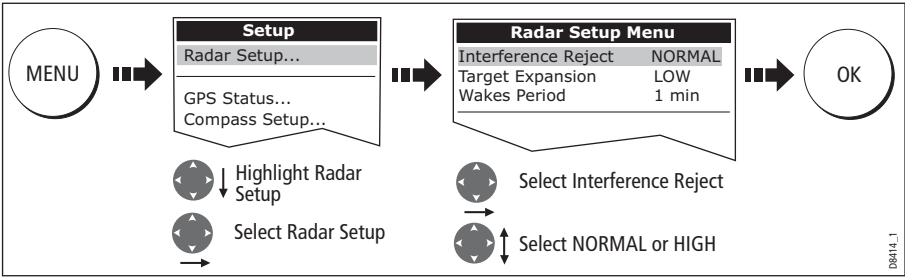 MENU
Setup
Radar Setup...
GPS Status...
Compass Setup...
Highlight Radar
Setup
Select Radar Setup
Radar Setup Menu
Interference Reject NORMAL
Target Expansion LOW
Wakes Period 1 min
Select Interference Reject
Select NORMAL or HIGH
OK
D8414_1